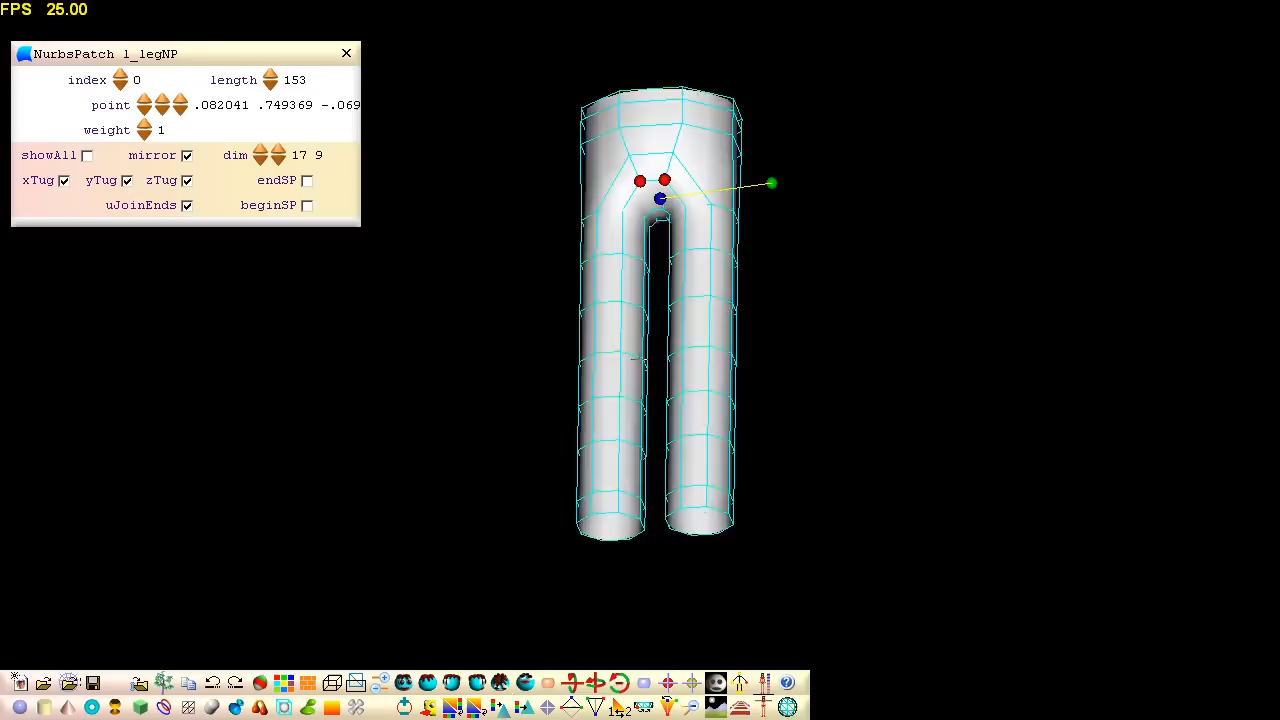 FPS 25.00
NurbsPatch l_legNP
index 0 length 153
point .082041 .749369 -.069
weight 1
showAll mirror dim 17 9
xTug yTug zTug endSP
uJoinEnds beginSP